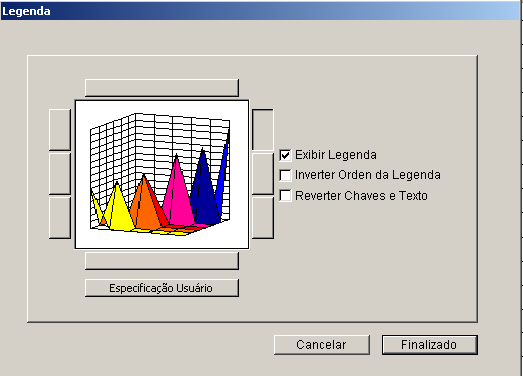 Legenda
Exibir Legenda
Inverter Orden da Legenda
Reverter Chaves e Texto
Especificação Usuário
Cancelar
Finalizado